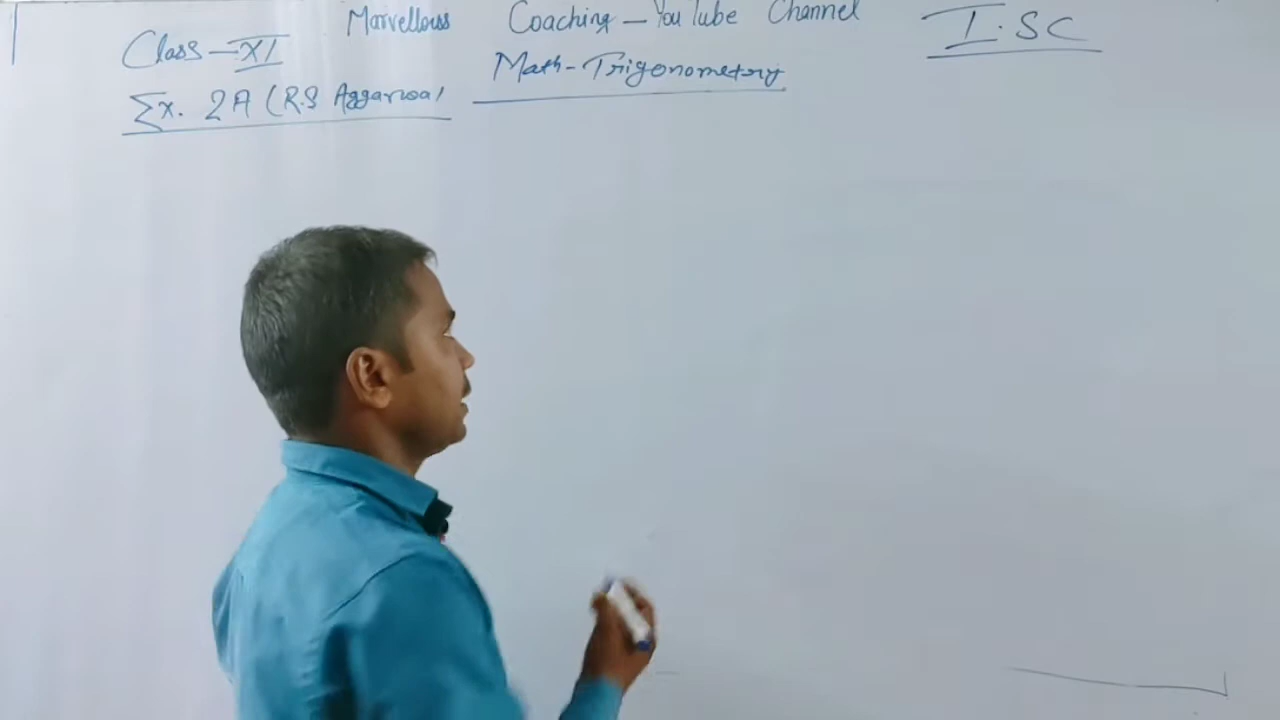 Marvellous Coaching - YouTube Channel
Class - XI
I.SC
Math - Trigonometry
Ex. 2A (R.S Aggarwal